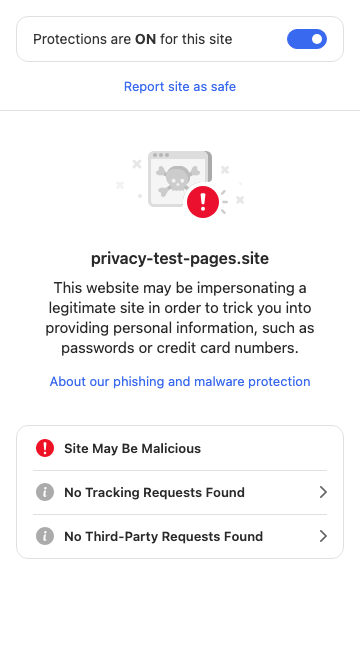 Protections are ON for this site
Report site as safe
privacy-test-pages.site
This website may be impersonating a
legitimate site in order to trick you into
providing personal information, such as
passwords or credit card numbers.
About our phishing and malware protection
Site May Be Malicious
No Tracking Requests Found
No Third-Party Requests Found